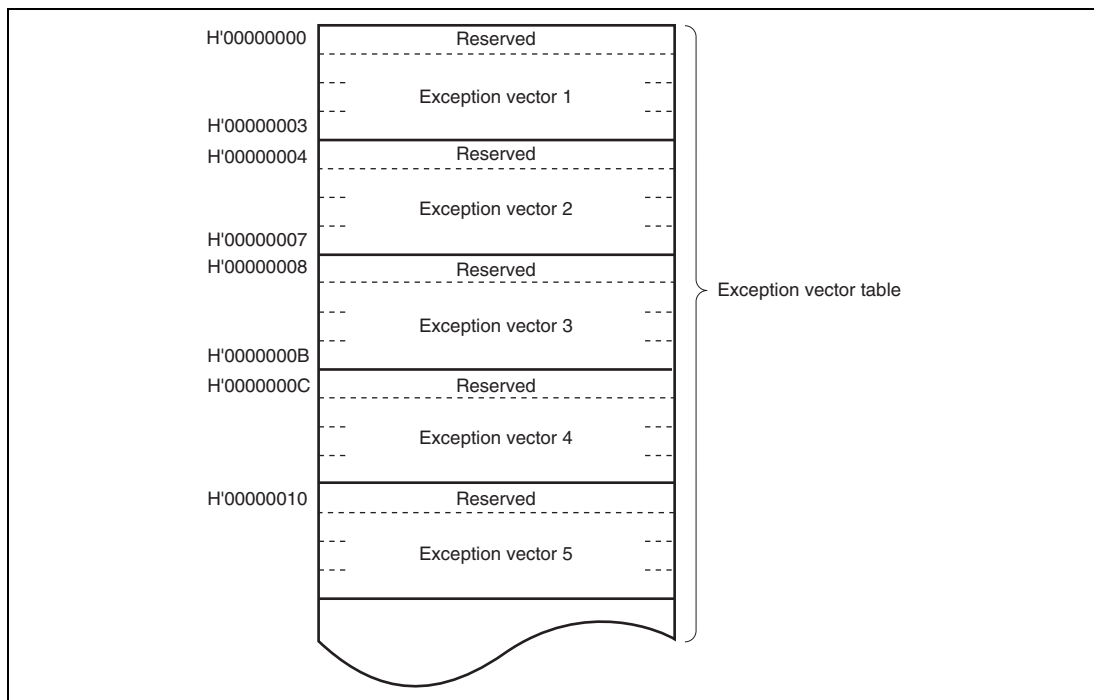 H'00000000 Reserved
Exception vector 1
H'00000003
H'00000004 Reserved
Exception vector 2
H'00000007
H'00000008 Reserved
Exception vector table
Exception vector 3
H'0000000B
H'0000000C Reserved
Exception vector 4
H'00000010 Reserved
Exception vector 5